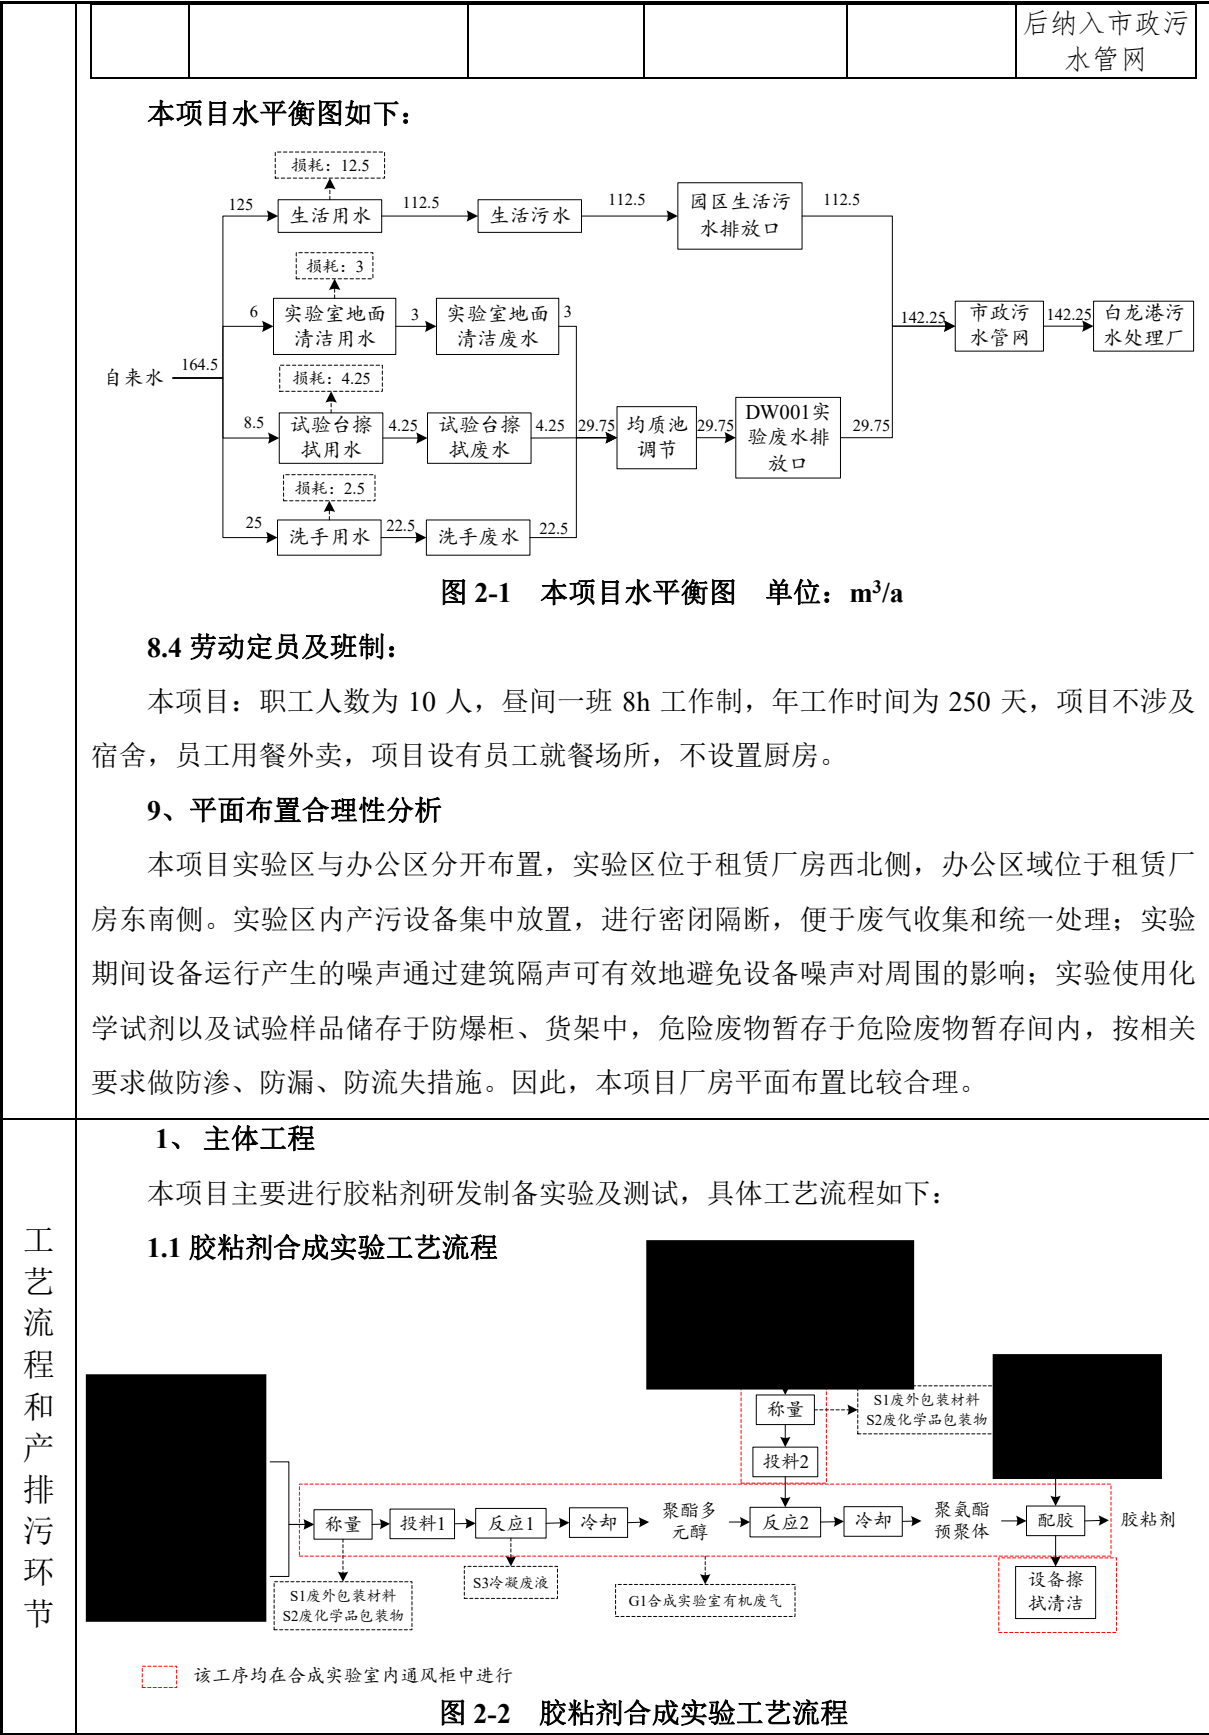 后纳入市政污
水管网
本项目水平衡图如下：
损耗：12.5
125
生活用水
112.5
生活污水
112.5
园区生活污
水排放口
112.5
损耗：3
6
实验室地面
清洁用水
3
实验室地面
清洁废水
3
142.25
市政污
水管网
142.25
白龙港污
水处理厂
自来水
164.5
损耗：4.25
8.5
试验台擦
拭用水
4.25
试验台擦
拭废水
4.25
29.75
均质池
调节
29.75
DW001实
验废水排
放口
29.75
损耗：2.5
25
洗手用水
22.5
洗手废水
22.5
图 2-1 本项目水平衡图 单位：m³/a
8.4 劳动定员及班制：
本项目：职工人数为 10 人，昼间一班 8h 工作制，年工作时间为 250 天，项目不涉及
宿舍，员工用餐外卖，项目设有员工就餐场所，不设置厨房。
9、平面布置合理性分析
本项目实验区与办公区分开布置，实验区位于租赁厂房西北侧，办公区域位于租赁厂
房东南侧。实验区内产污设备集中放置，进行密闭隔断，便于废气收集和统一处理；实验
期间设备运行产生的噪声通过建筑隔声可有效地避免设备噪声对周围的影响；实验使用化
学试剂以及试验样品储存于防爆柜、货架中，危险废物暂存于危险废物暂存间内，按相关
要求做防渗、防漏、防流失措施。因此，本项目厂房平面布置比较合理。
工艺流程和产排污环节
1、 主体工程
本项目主要进行胶粘剂研发制备实验及测试，具体工艺流程如下：
1.1 胶粘剂合成实验工艺流程
称量
S1废外包装材料
S2废化学品包装物
投料2
称量
投料1
反应1
冷却
聚酯多
元醇
反应2
冷却
聚氨酯
预聚体
配胶
胶粘剂
S1废外包装材料
S2废化学品包装物
S3冷凝废液
G1合成实验室有机废气
设备擦
拭清洁
该工序均在合成实验室内通风柜中进行
图 2-2 胶粘剂合成实验工艺流程